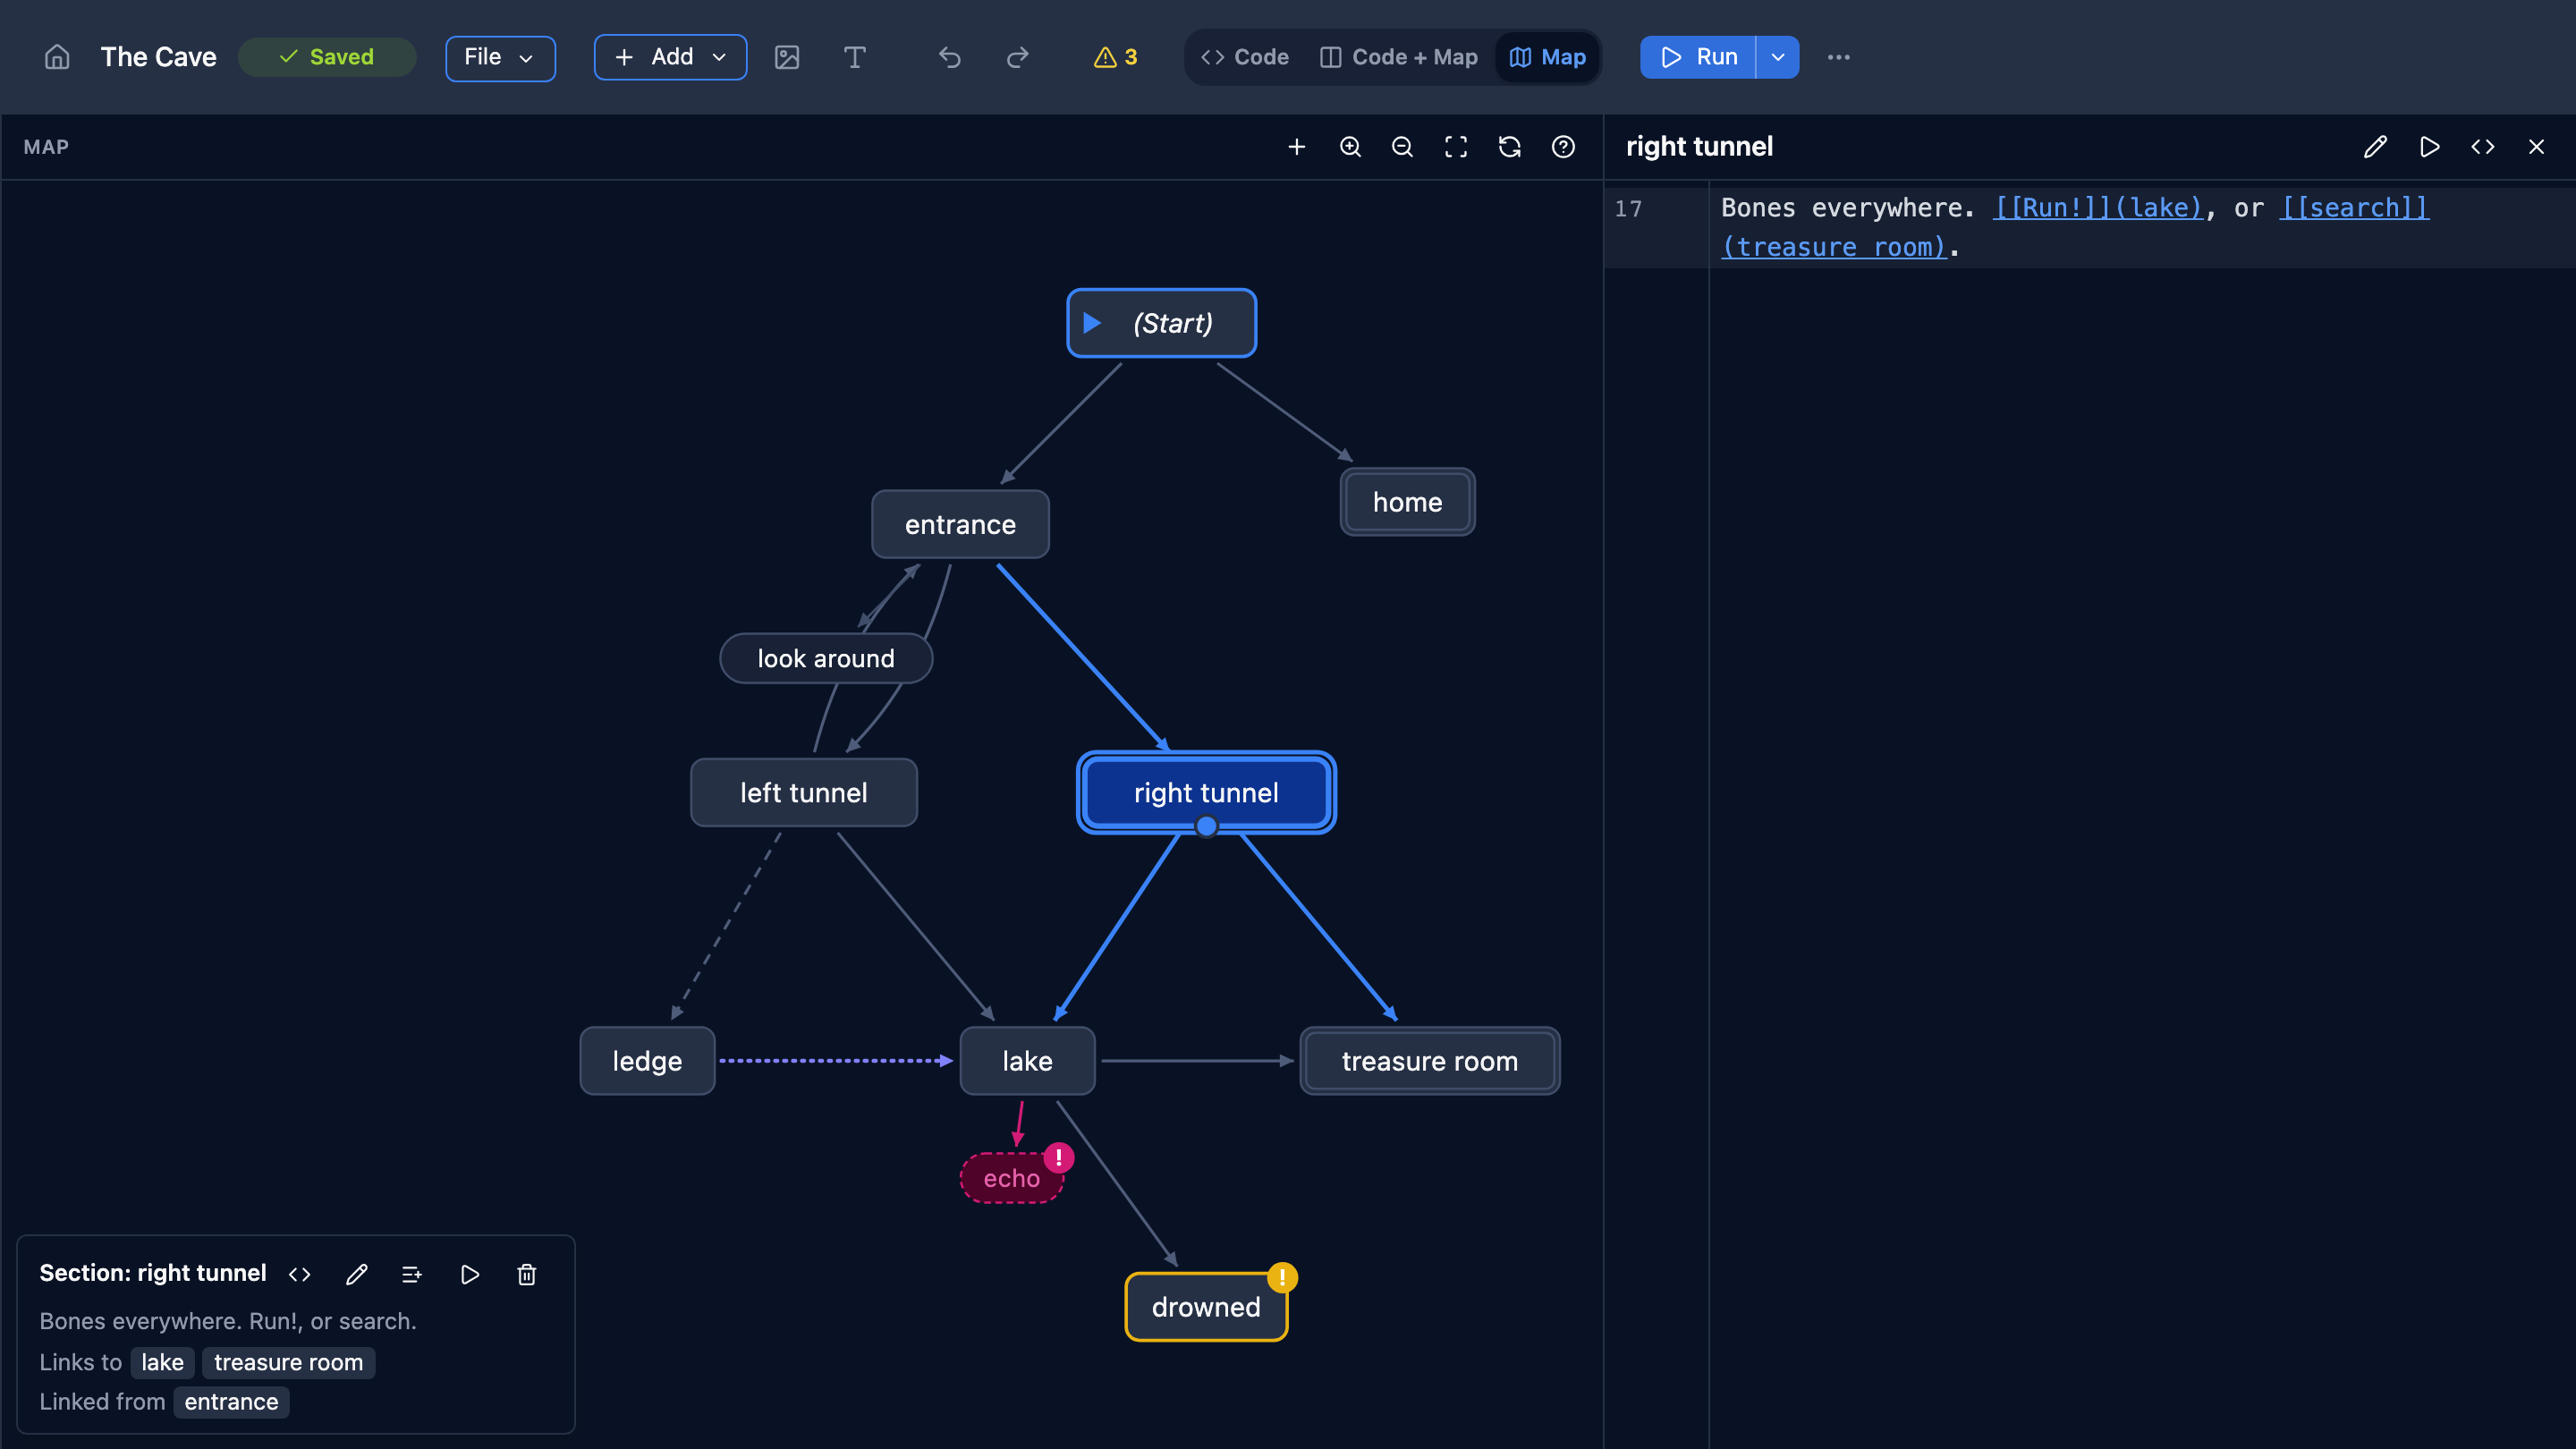 The Cave
Saved
File
Add
3
Code
Code + Map
Map
Run
MAP
right tunnel
17
Bones everywhere. [[Run!]](lake), or [[search]]
(treasure room).
(Start)
home
entrance
look around
left tunnel
right tunnel
ledge
lake
treasure room
echo
!
drowned
!
Section: right tunnel
Bones everywhere. Run!, or search.
Links to lake treasure room
Linked from entrance